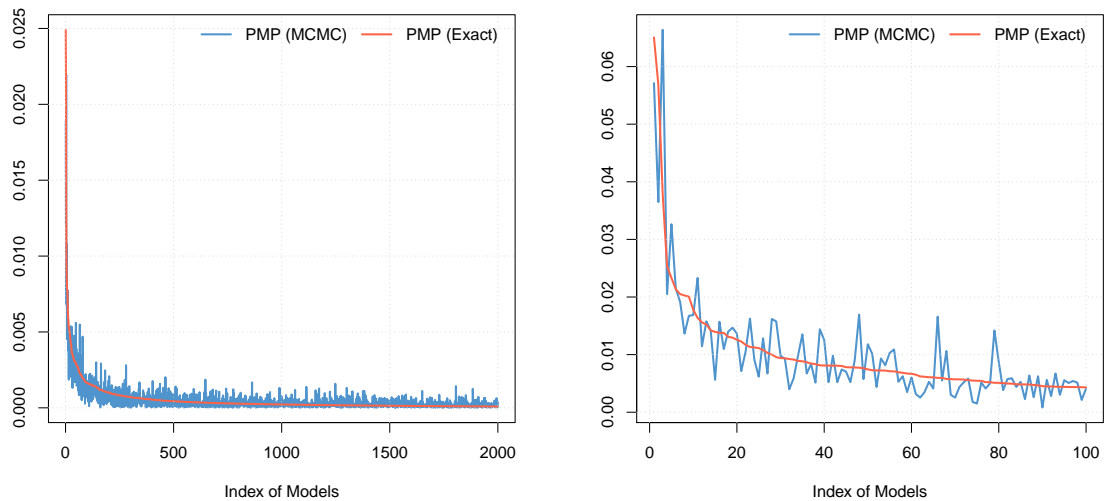 PMP (MCMC) PMP (Exact)
0.025
0.020
0.015
0.010
0.005
0.000
0 500 1000 1500 2000
Index of Models
PMP (MCMC) PMP (Exact)
0.06
0.05
0.04
0.03
0.02
0.01
0.00
0 20 40 60 80 100
Index of Models